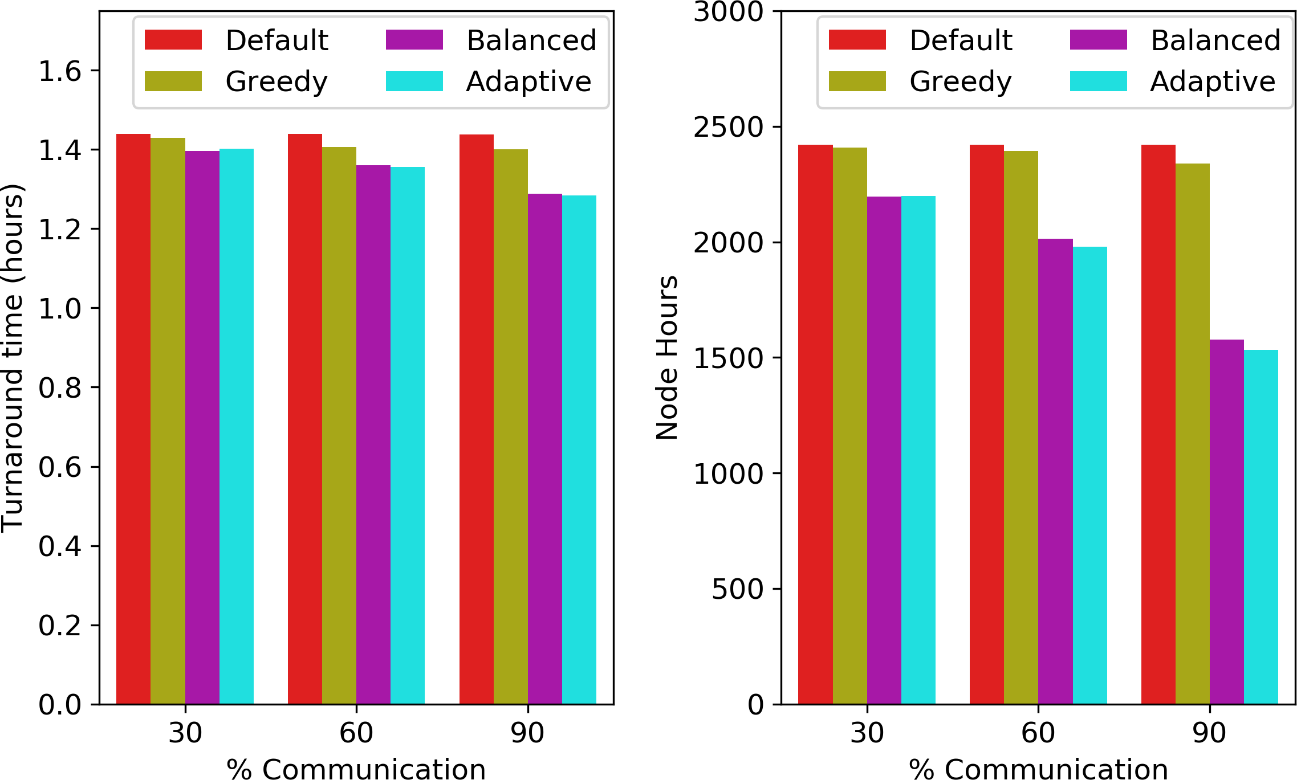 Default
Balanced
Greedy
Adaptive
1.6
1.4
1.2
1.0
0.8
0.6
0.4
0.2
0.0
Turnaround time (hours)
30
60
90
% Communication
Default
Balanced
Greedy
Adaptive
3000
2500
2000
1500
1000
500
0
Node Hours
30
60
90
% Communication